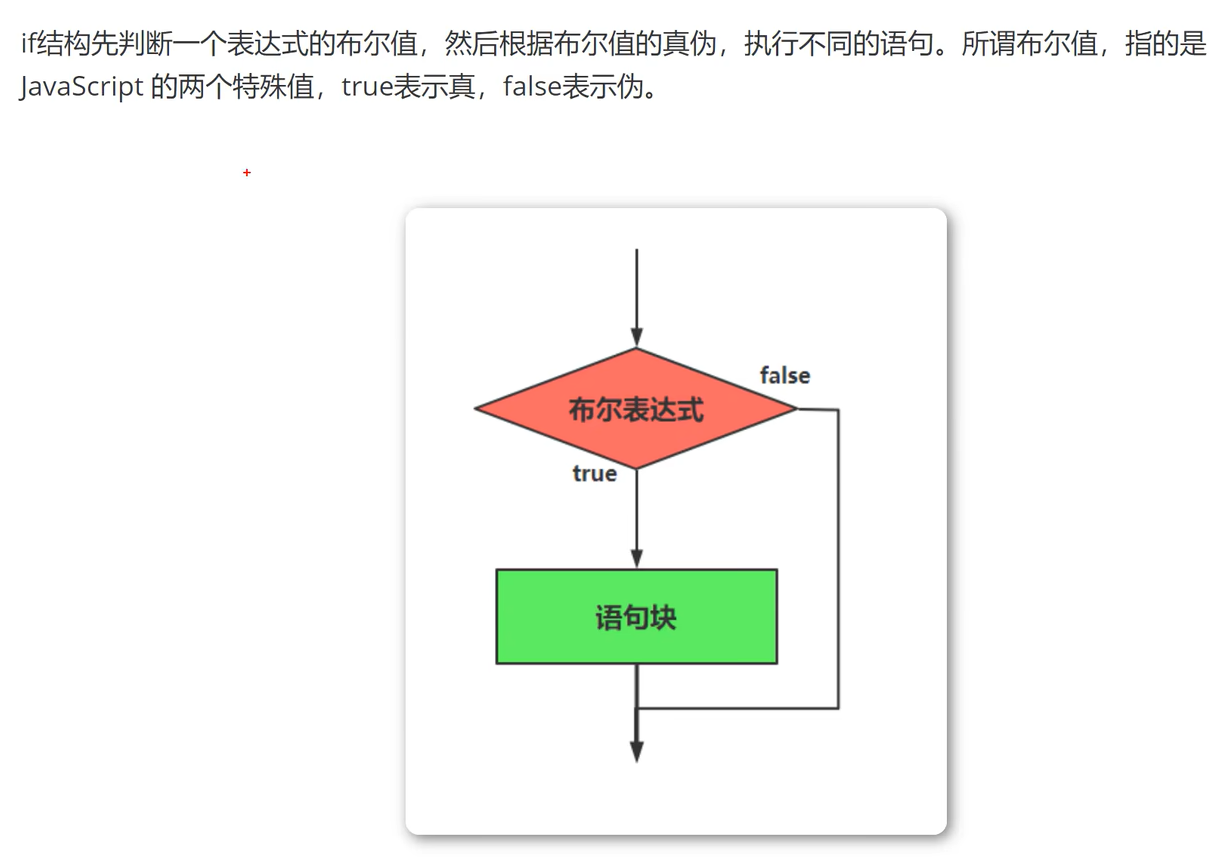 if结构先判断一个表达式的布尔值，然后根据布尔值的真伪，执行不同的语句。所谓布尔值，指的是
JavaScript 的两个特殊值，true表示真，false表示伪。
false
布尔表达式
true
语句块